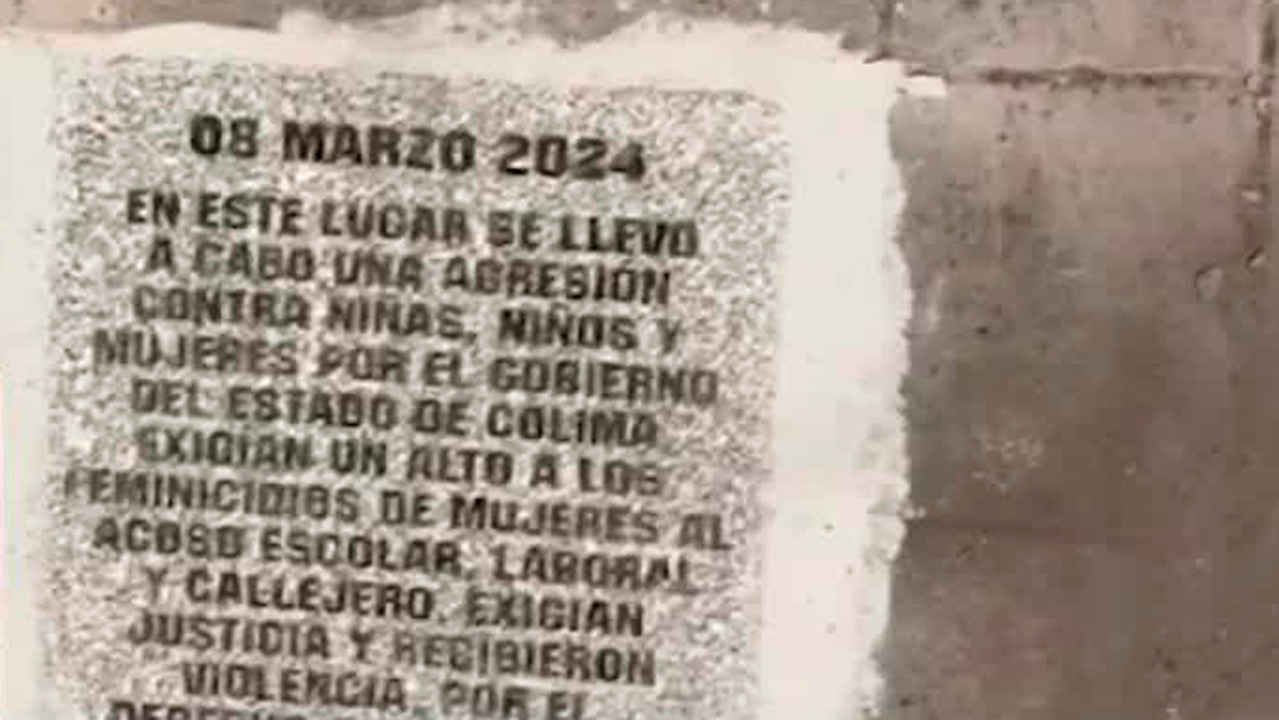 08 MARZO 2024
EN ESTE LUGAR SE LLEVO
A CABO UNA AGRESIÓN
CONTRA NIÑAS, NIÑOS Y
MUJERES POR EL GOBIERNO
DEL ESTADO DE COLIMA
EXIGIAN UN ALTO A LOS
FEMINICIDIOS DE MUJERES AL
ACOSO ESCOLAR, LABORAL
Y CALLEJERO. EXIGIAN
JUSTICIA Y RECIBIERON
VIOLENCIA. POR EL